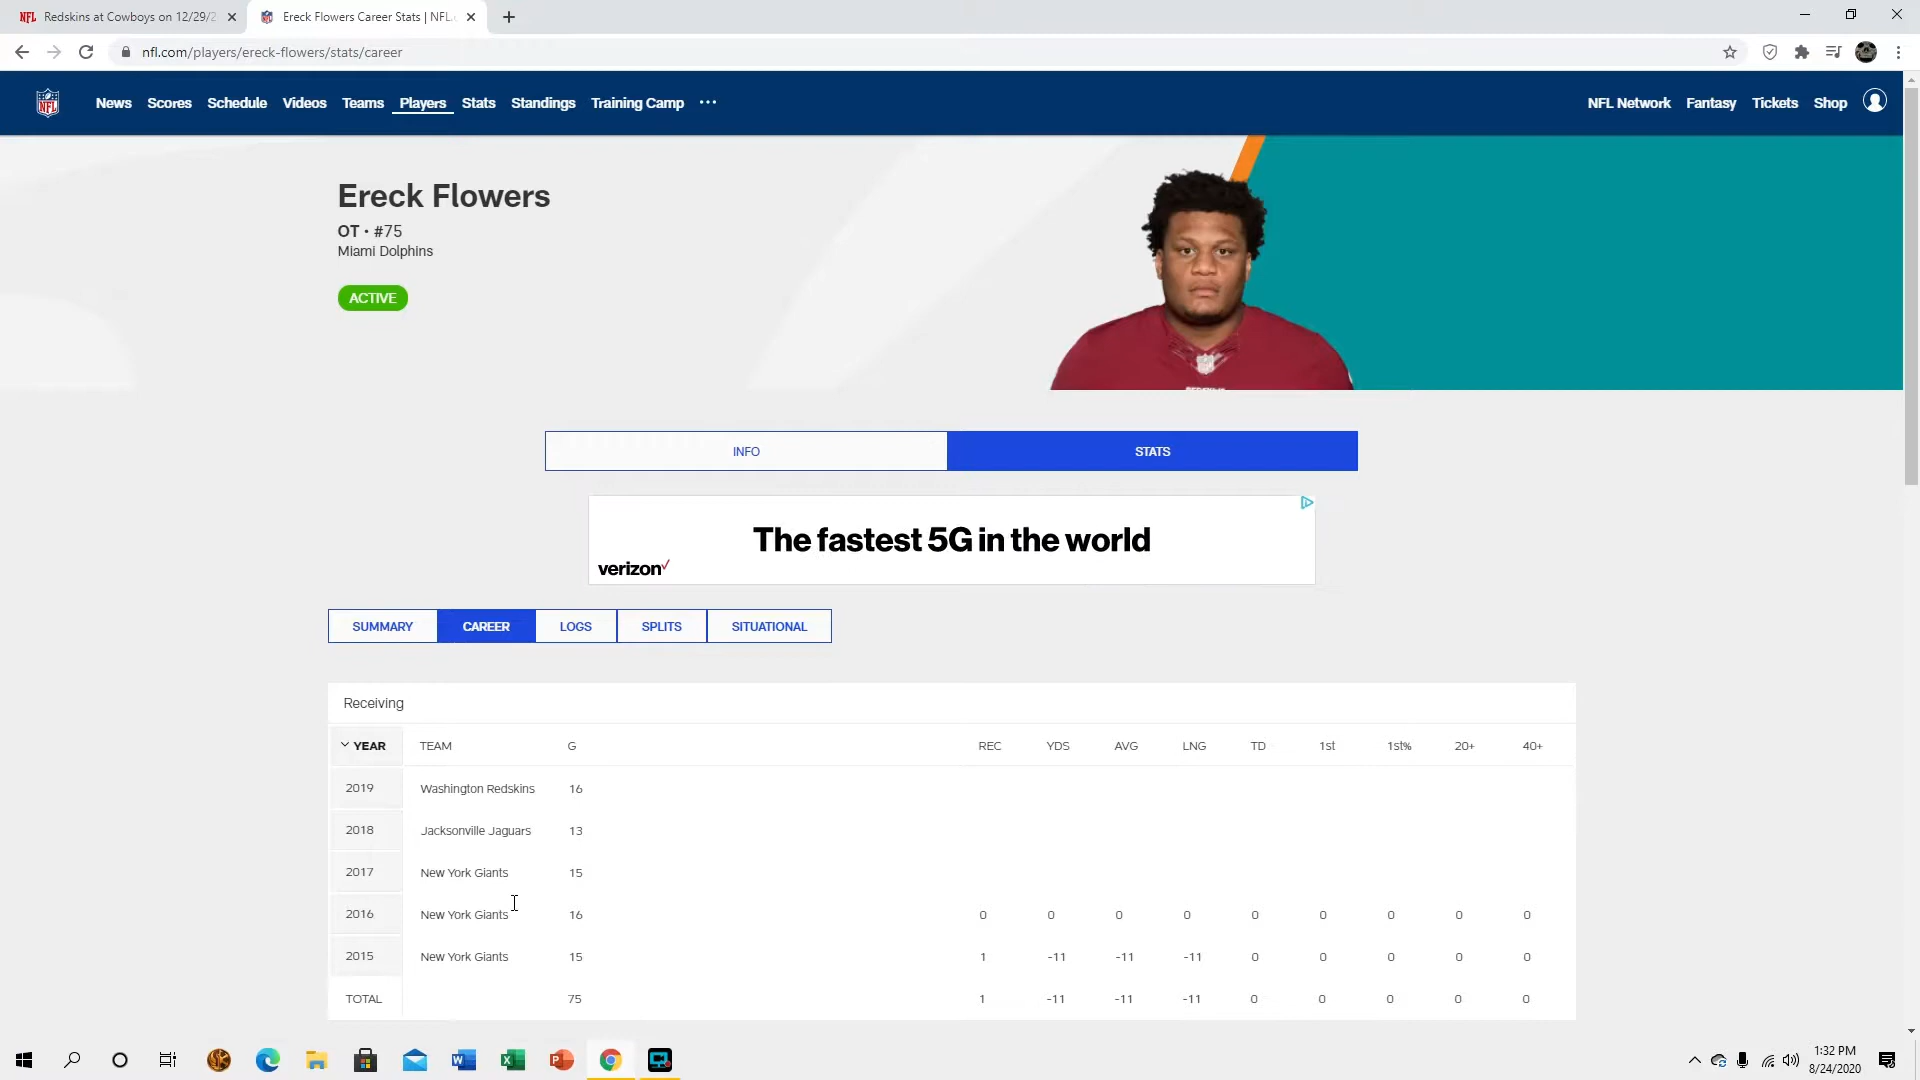 NFL Redskins at Cowboys on 12/29/2
Ereck Flowers Career Stats | NFL.c
nfl.com/players/ereck-flowers/stats/career
NFL News Scores Schedule Videos Teams Players Stats Standings Training Camp ••• NFL Network Fantasy Tickets Shop
Ereck Flowers
OT • #75
Miami Dolphins
ACTIVE
INFO STATS
The fastest 5G in the world
verizon✓
SUMMARY CAREER LOGS SPLITS SITUATIONAL
Receiving
YEAR TEAM G REC YDS AVG LNG TD 1st 1st% 20+ 40+
2019 Washington Redskins 16
2018 Jacksonville Jaguars 13
2017 New York Giants 15
2016 New York Giants 16 0 0 0 0 0 0 0 0 0
2015 New York Giants 15 1 -11 -11 -11 0 0 0 0 0
TOTAL 75 1 -11 -11 -11 0 0 0 0 0
1:32 PM
8/24/2020